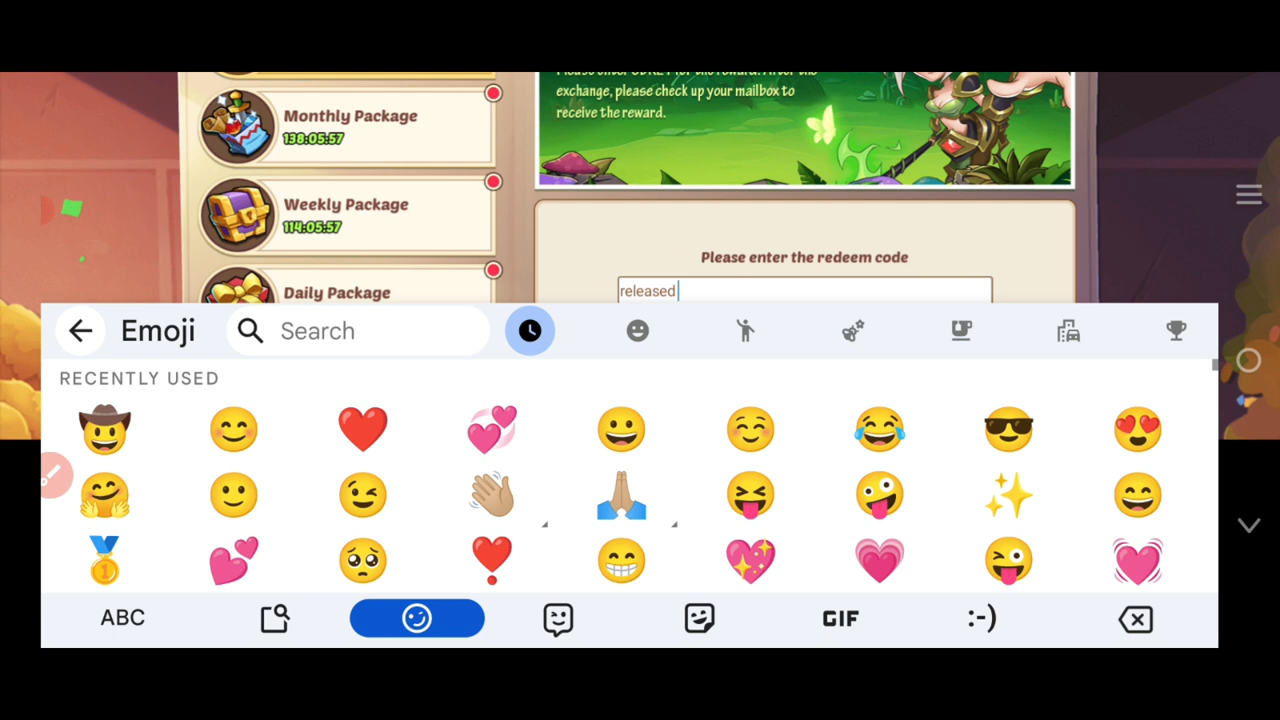 Monthly Package
138:05:57
Weekly Package
114:05:57
Daily Package
exchange, please check up your mailbox to
receive the reward.
Please enter the redeem code
released
Emoji
Search
RECENTLY USED
ABC
GIF
:-)